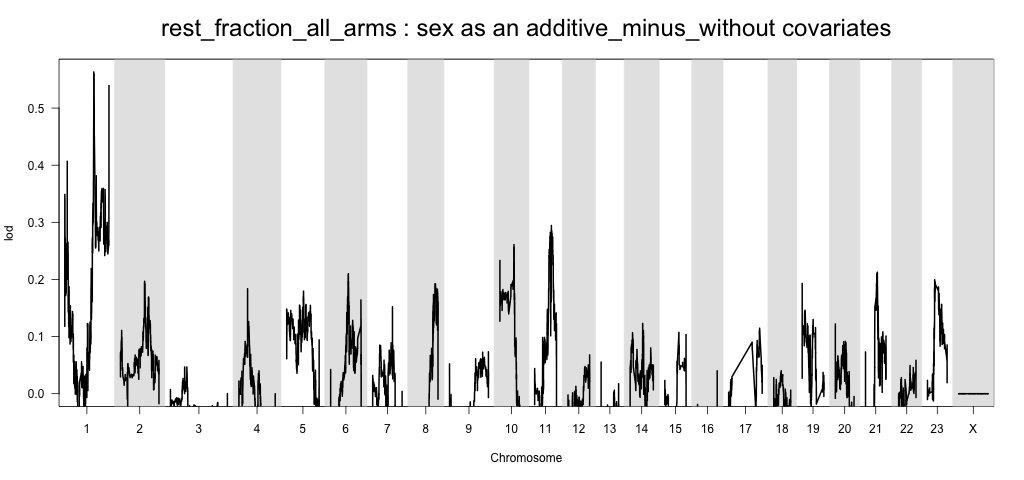 rest_fraction_all_arms : sex as an additive_minus_without covariates
lod
0.5
0.4
0.3
0.2
0.1
0.0
1 2 3 4 5 6 7 8 9 10 11 12 13 14 15 16 17 18 19 20 21 22 23 X
Chromosome